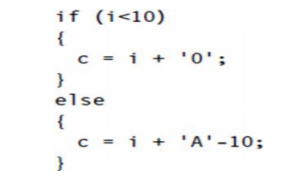 if (i<10)
{
c = i + '0';
}
else
{
c = i + 'A'-10;
}